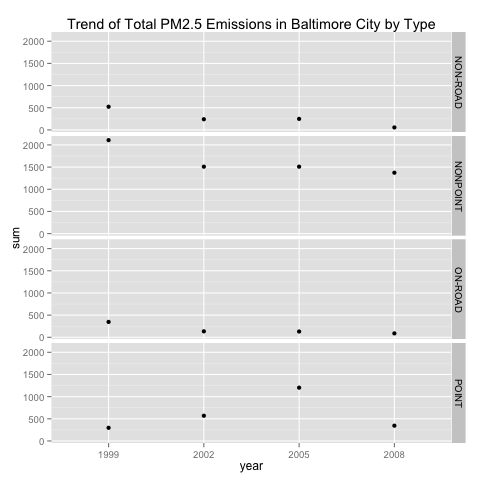 Trend of Total PM2.5 Emissions in Baltimore City by Type
2000
1500
1000
500
0
NON-ROAD
2000
1500
1000
500
0
NONPOINT
sum
2000
1500
1000
500
0
ON-ROAD
2000
1500
1000
500
0
POINT
1999 2002 2005 2008
year